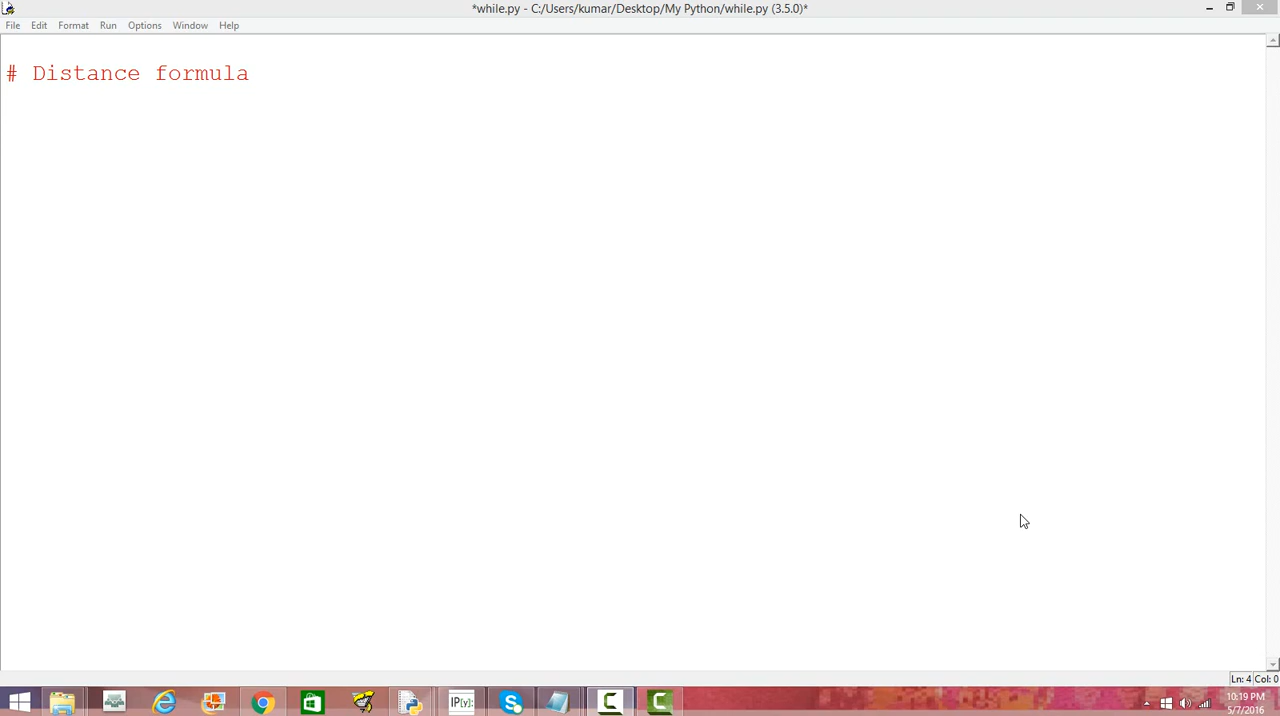 *while.py - C:/Users/kumar/Desktop/My Python/while.py (3.5.0)*
File Edit Format Run Options Window Help
# Distance formula
Ln: 4 Col: 0
IP[y]:
10:19 PM
5/7/2016